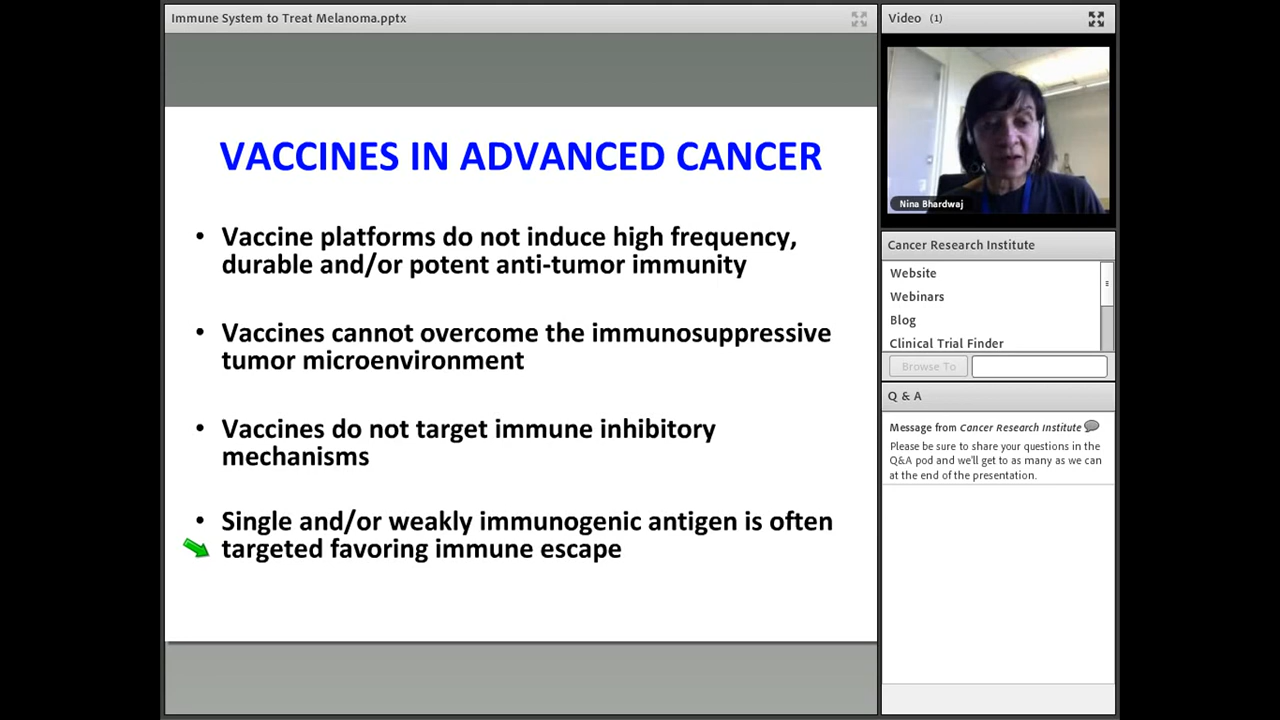 Immune System to Treat Melanoma.pptx
VACCINES IN ADVANCED CANCER
• Vaccine platforms do not induce high frequency,
durable and/or potent anti-tumor immunity
• Vaccines cannot overcome the immunosuppressive
tumor microenvironment
• Vaccines do not target immune inhibitory
mechanisms
• Single and/or weakly immunogenic antigen is often
targeted favoring immune escape
Video (1)
Nina Bhardwaj
Cancer Research Institute
Website
Webinars
Blog
Clinical Trial Finder
Browse To
Q & A
Message from Cancer Research Institute
Please be sure to share your questions in the
Q&A pod and we'll get to as many as we can
at the end of the presentation.